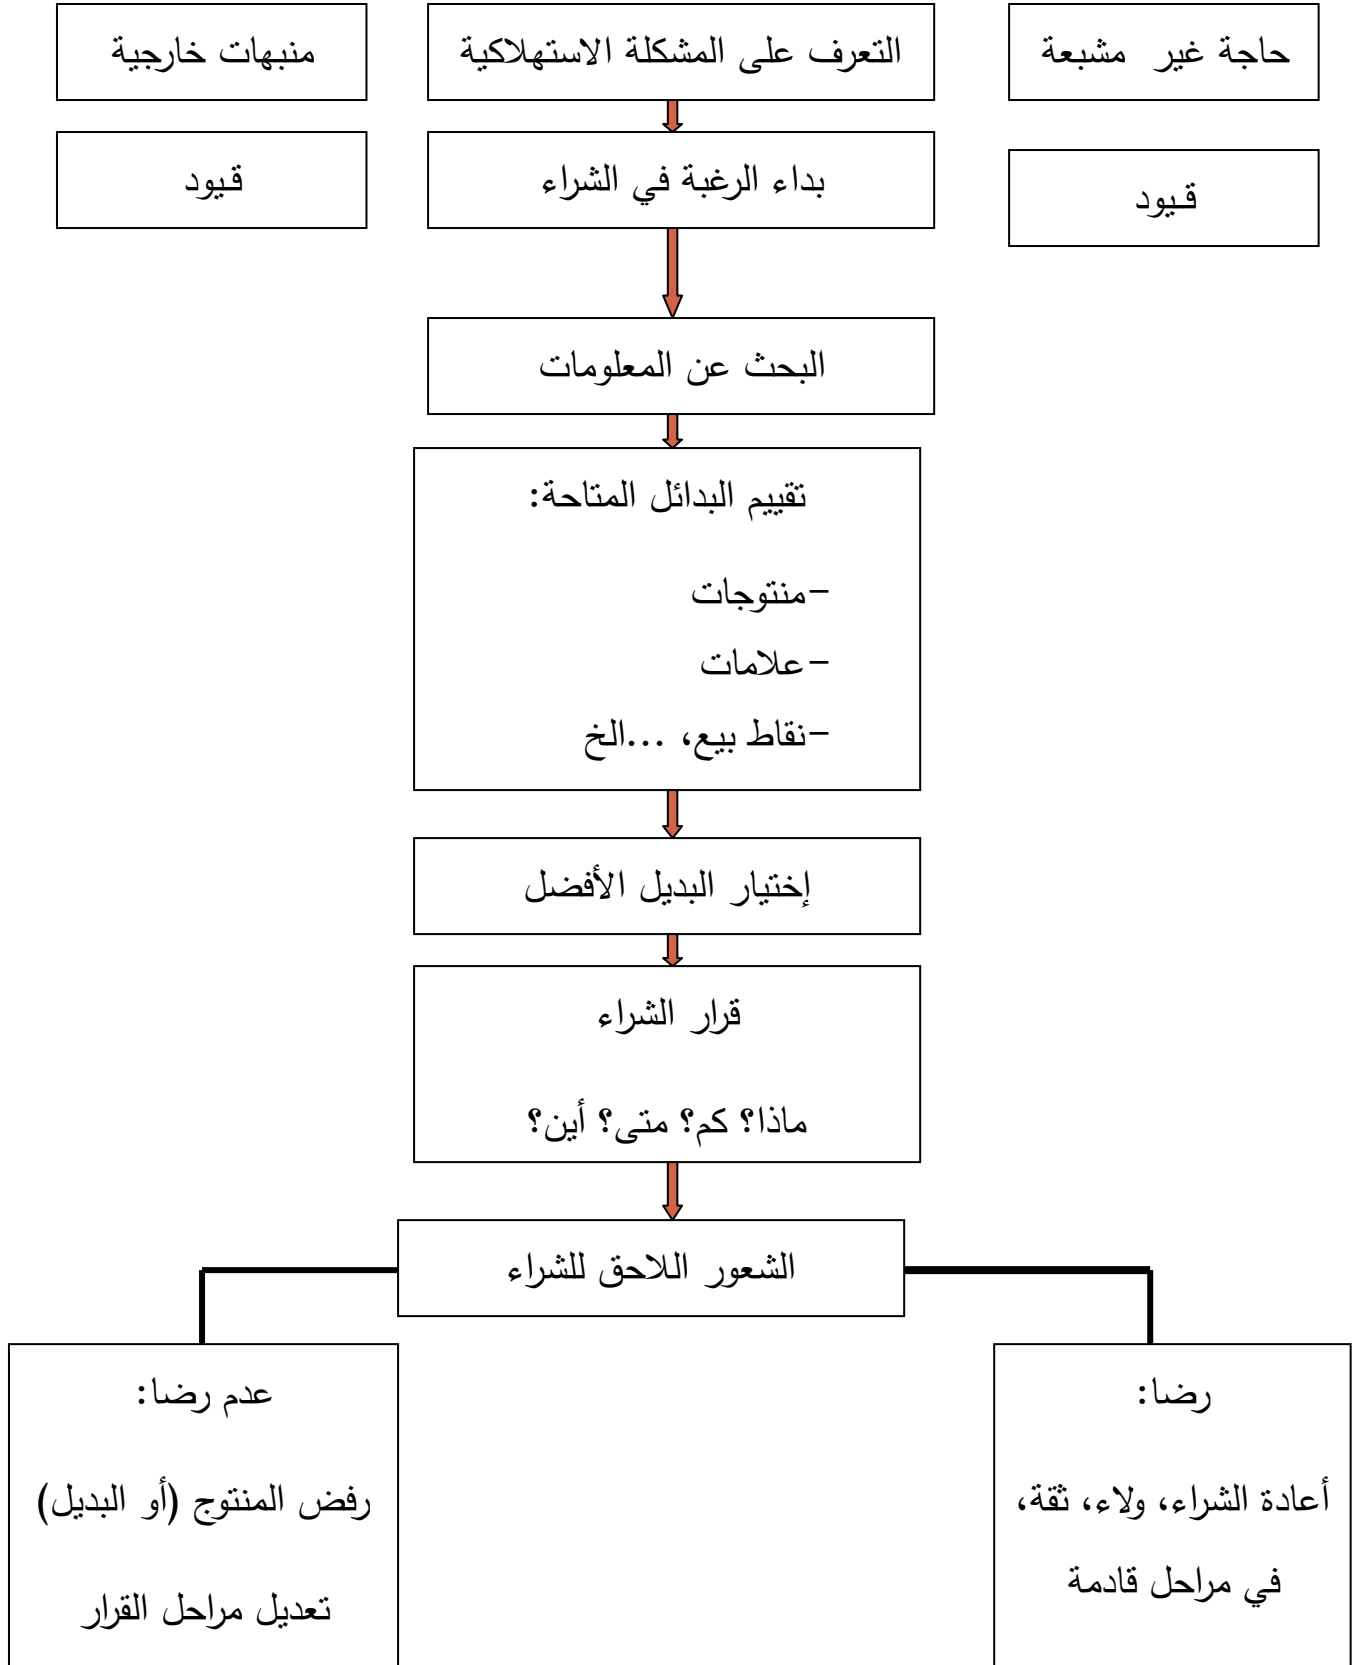 حاجة غير مشبعة
التعرف على المشكلة الاستهلاكية
منبهات خارجية
قيود
بداء الرغبة في الشراء
قيود
البحث عن المعلومات
تقييم البدائل المتاحة:
-منتوجات
-علامات
-نقاط بيع، ...الخ
إختيار البديل الأفضل
قرار الشراء
ماذا؟ كم؟ متى؟ أين؟
الشعور اللاحق للشراء
رضا:
أعادة الشراء، ولاء، ثقة،
في مراحل قادمة
عدم رضا:
رفض المنتوج (أو البديل)
تعديل مراحل القرار